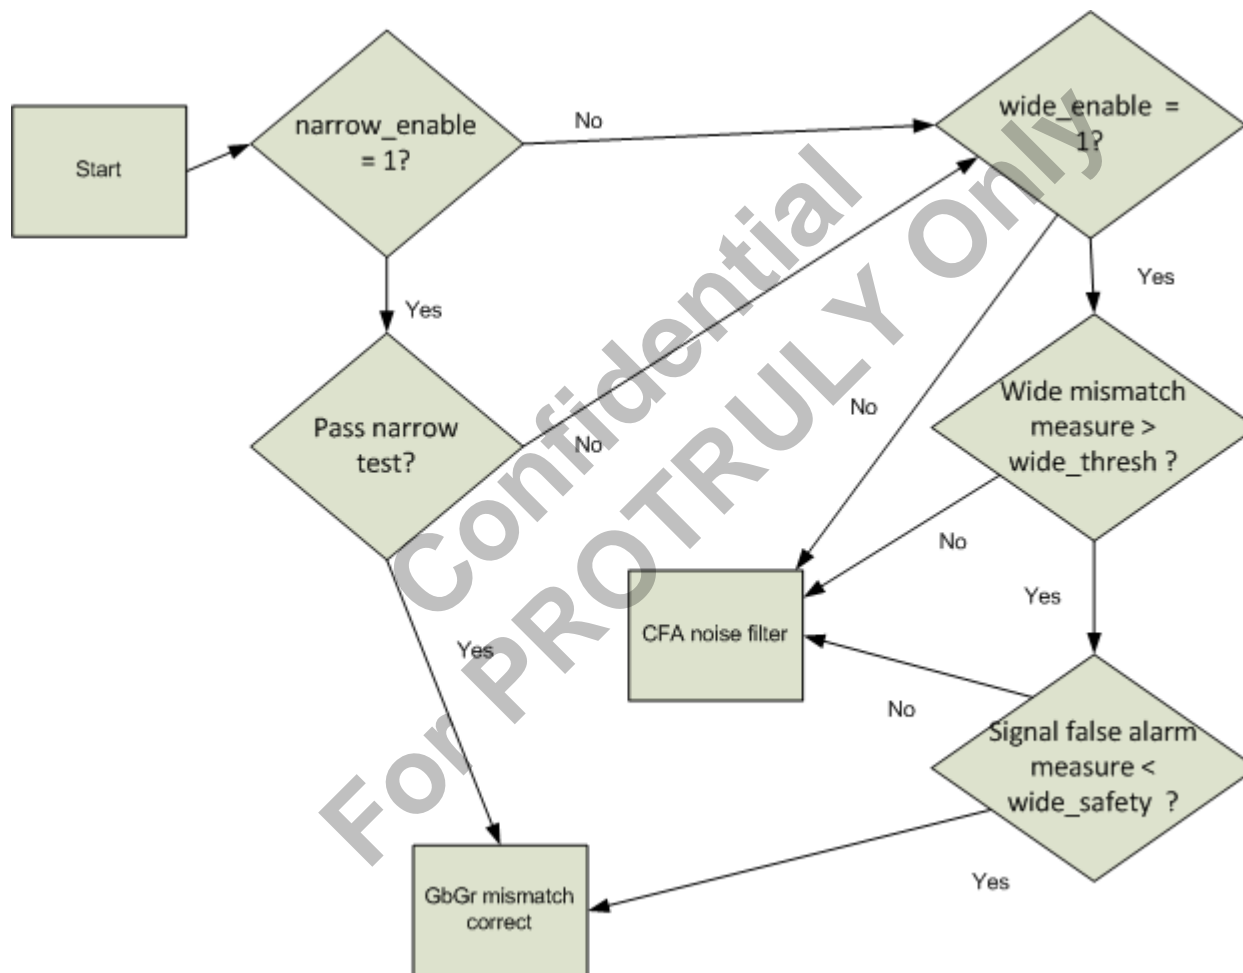 Start
narrow_enable
= 1?
No
wide_enable =
1?
Yes
Yes
Pass narrow
test?
No
No
Wide mismatch
measure >
wide_thresh ?
No
Yes
CFA noise filter
Yes
No
Signal false alarm
measure <
wide_safety ?
Yes
GbGr mismatch
correct
Confidential
For PROTRULY Only